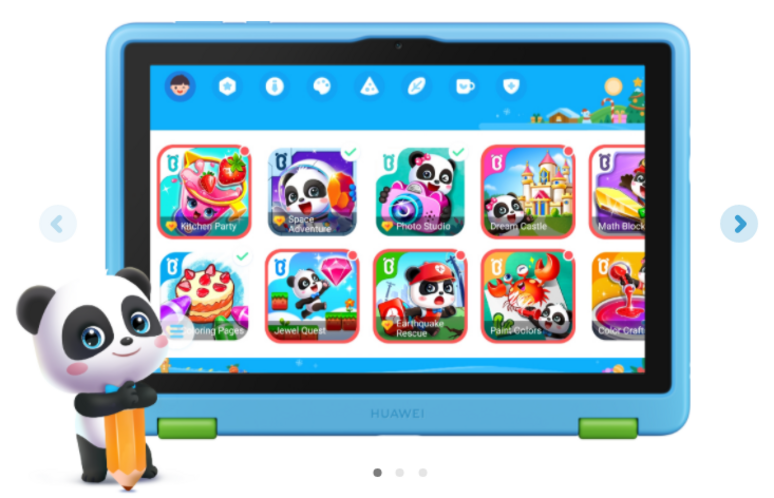 Kitchen Party
Space
Adventure
Photo Studio
Dream Castle
Math Block
oloring Pages
Jewel Quest
Earthquake
Rescue
Paint Colors
Color Craft
HUAWEI